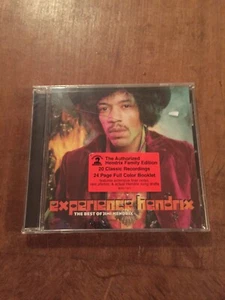 The Authorized
Hendrix Family Edition
20 Classic Recordings
24 Page Full Color Booklet
experience hendrix
THE BEST OF JIMI HENDRIX